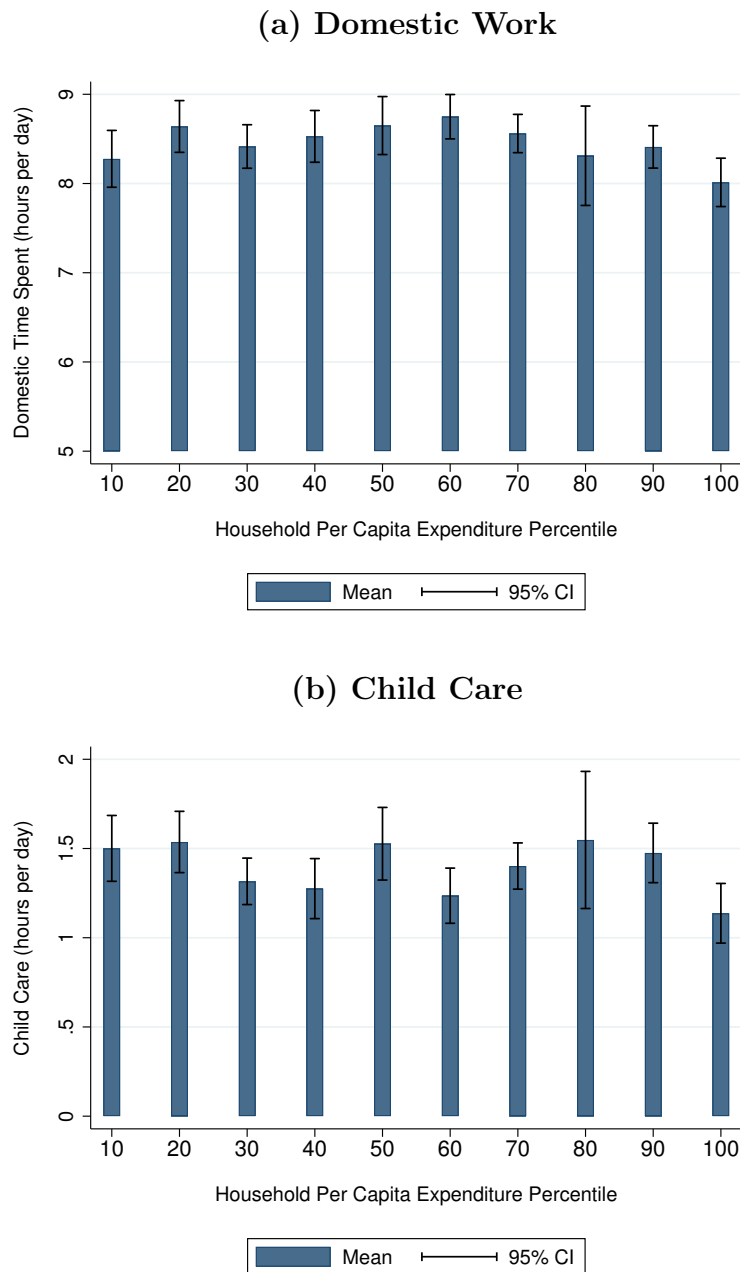 (a) Domestic Work
Domestic Time Spent (hours per day)
9
8
7
6
5
10 20 30 40 50 60 70 80 90 100
Household Per Capita Expenditure Percentile
Mean 95% CI
(b) Child Care
Child Care (hours per day)
2
1.5
1
.5
0
10 20 30 40 50 60 70 80 90 100
Household Per Capita Expenditure Percentile
Mean 95% CI